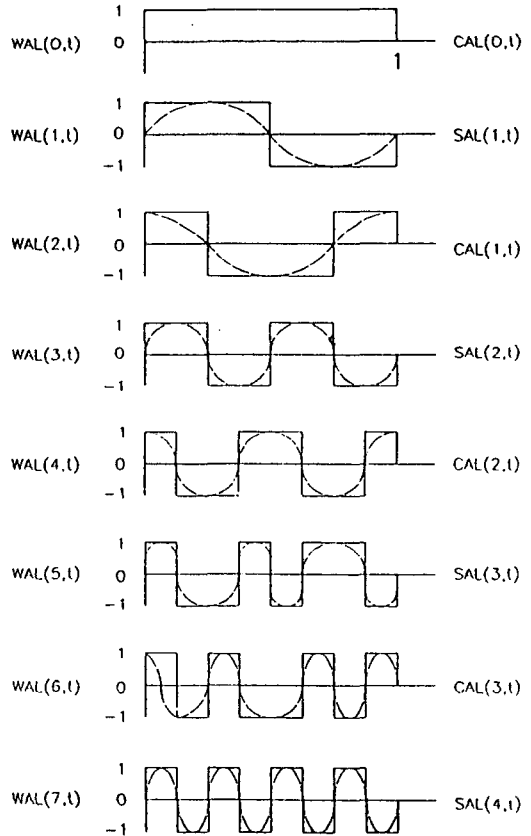 1
WAL(0,t) 0 CAL(0,t)
1
1
WAL(1,t) 0 SAL(1,t)
-1
1
WAL(2,t) 0 CAL(1,t)
-1
1
WAL(3,t) 0 SAL(2,t)
-1
1
WAL(4,t) 0 CAL(2,t)
-1
1
WAL(5,t) 0 SAL(3,t)
-1
1
WAL(6,t) 0 CAL(3,t)
-1
1
WAL(7,t) 0 SAL(4,t)
-1